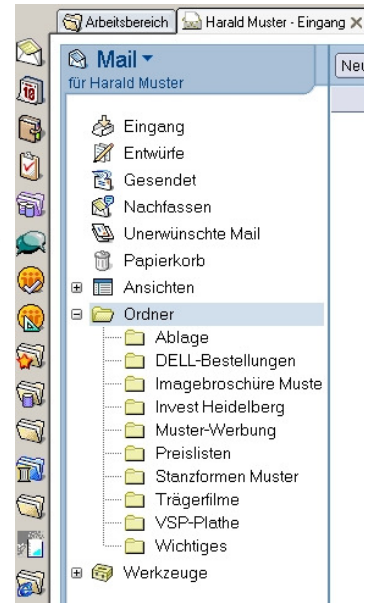 Arbeitsbereich
Harald Muster - Eingang
Mail
Neu
für Harald Muster
Eingang
Entwürfe
Gesendet
Nachfassen
Unerwünschte Mail
Papierkorb
Ansichten
Ordner
Ablage
DELL-Bestellungen
Imagebroschüre Muste
Invest Heidelberg
Muster-Werbung
Preislisten
Stanzformen Muster
Trägerfilme
VSP-Plathe
Wichtiges
Werkzeuge